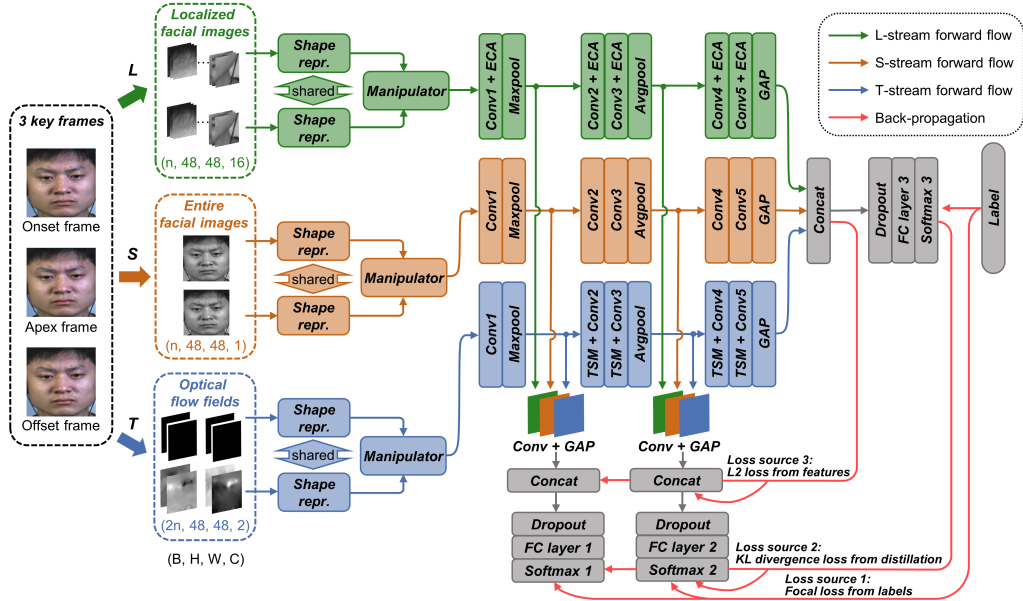 3 key frames
Onset frame
Apex frame
Offset frame
L
S
T
Localized
facial images
(n, 48, 48, 16)
Entire
facial images
(n, 48, 48, 1)
Optical
flow fields
(2n, 48, 48, 2)
(B, H, W, C)
Shape
repr.
shared
Shape
repr.
Manipulator
Shape
repr.
shared
Shape
repr.
Manipulator
Shape
repr.
shared
Shape
repr.
Manipulator
Conv1 + ECA
Maxpool
Conv2 + ECA
Conv3 + ECA
Avgpool
Conv4 + ECA
Conv5 + ECA
GAP
Conv1
Maxpool
Conv2
Conv3
Avgpool
Conv4
Conv5
GAP
Conv1
Maxpool
TSM + Conv2
TSM + Conv3
Avgpool
TSM + Conv4
TSM + Conv5
GAP
L-stream forward flow
S-stream forward flow
T-stream forward flow
Back-propagation
Concat
Dropout
FC layer 3
Softmax 3
Label
Conv + GAP
Conv + GAP
Concat
Concat
Dropout
FC layer 1
Softmax 1
Dropout
FC layer 2
Softmax 2
Loss source 3:
L2 loss from features
Loss source 2:
KL divergence loss from distillation
Loss source 1:
Focal loss from labels